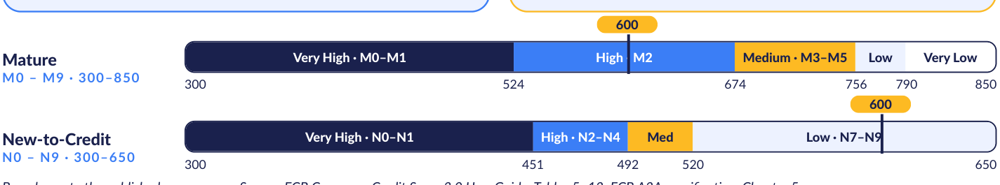 600
Mature
M0 – M9 · 300–850
Very High · M0–M1 High · M2 Medium · M3–M5 Low Very Low
300 524 674 756 790 850
600
New-to-Credit
N0 – N9 · 300–650
Very High · N0–N1 High · N2–N4 Med Low · N7–N9
300 451 492 520 650